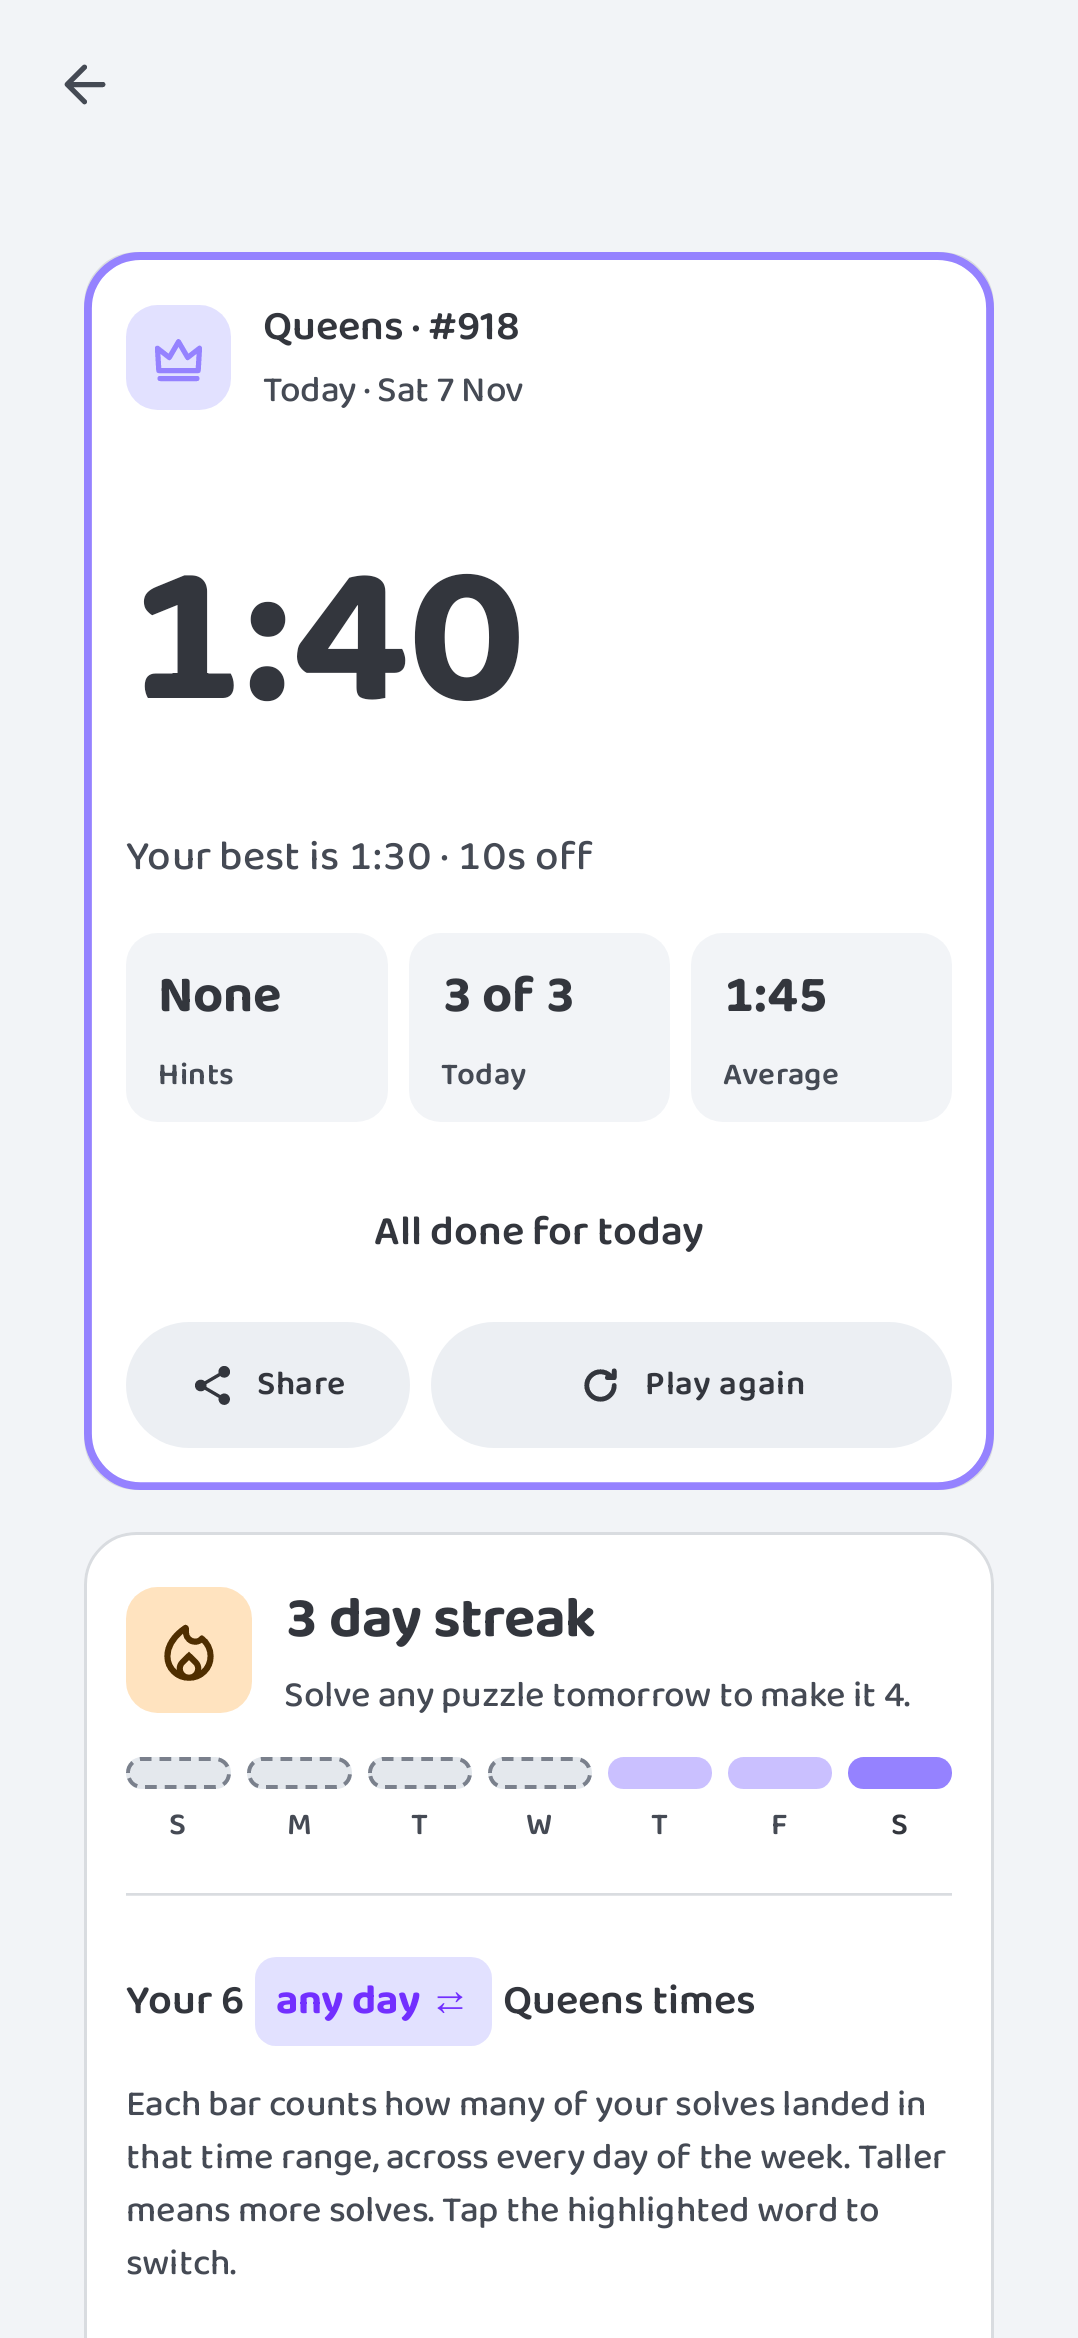 Queens · #918
Today · Sat 7 Nov
1:40
Your best is 1:30 · 10s off
None
Hints
3 of 3
Today
1:45
Average
All done for today
Share
Play again
3 day streak
Solve any puzzle tomorrow to make it 4.
S M T W T F S
Your 6 any day ⇄ Queens times
Each bar counts how many of your solves landed in
that time range, across every day of the week. Taller
means more solves. Tap the highlighted word to
switch.